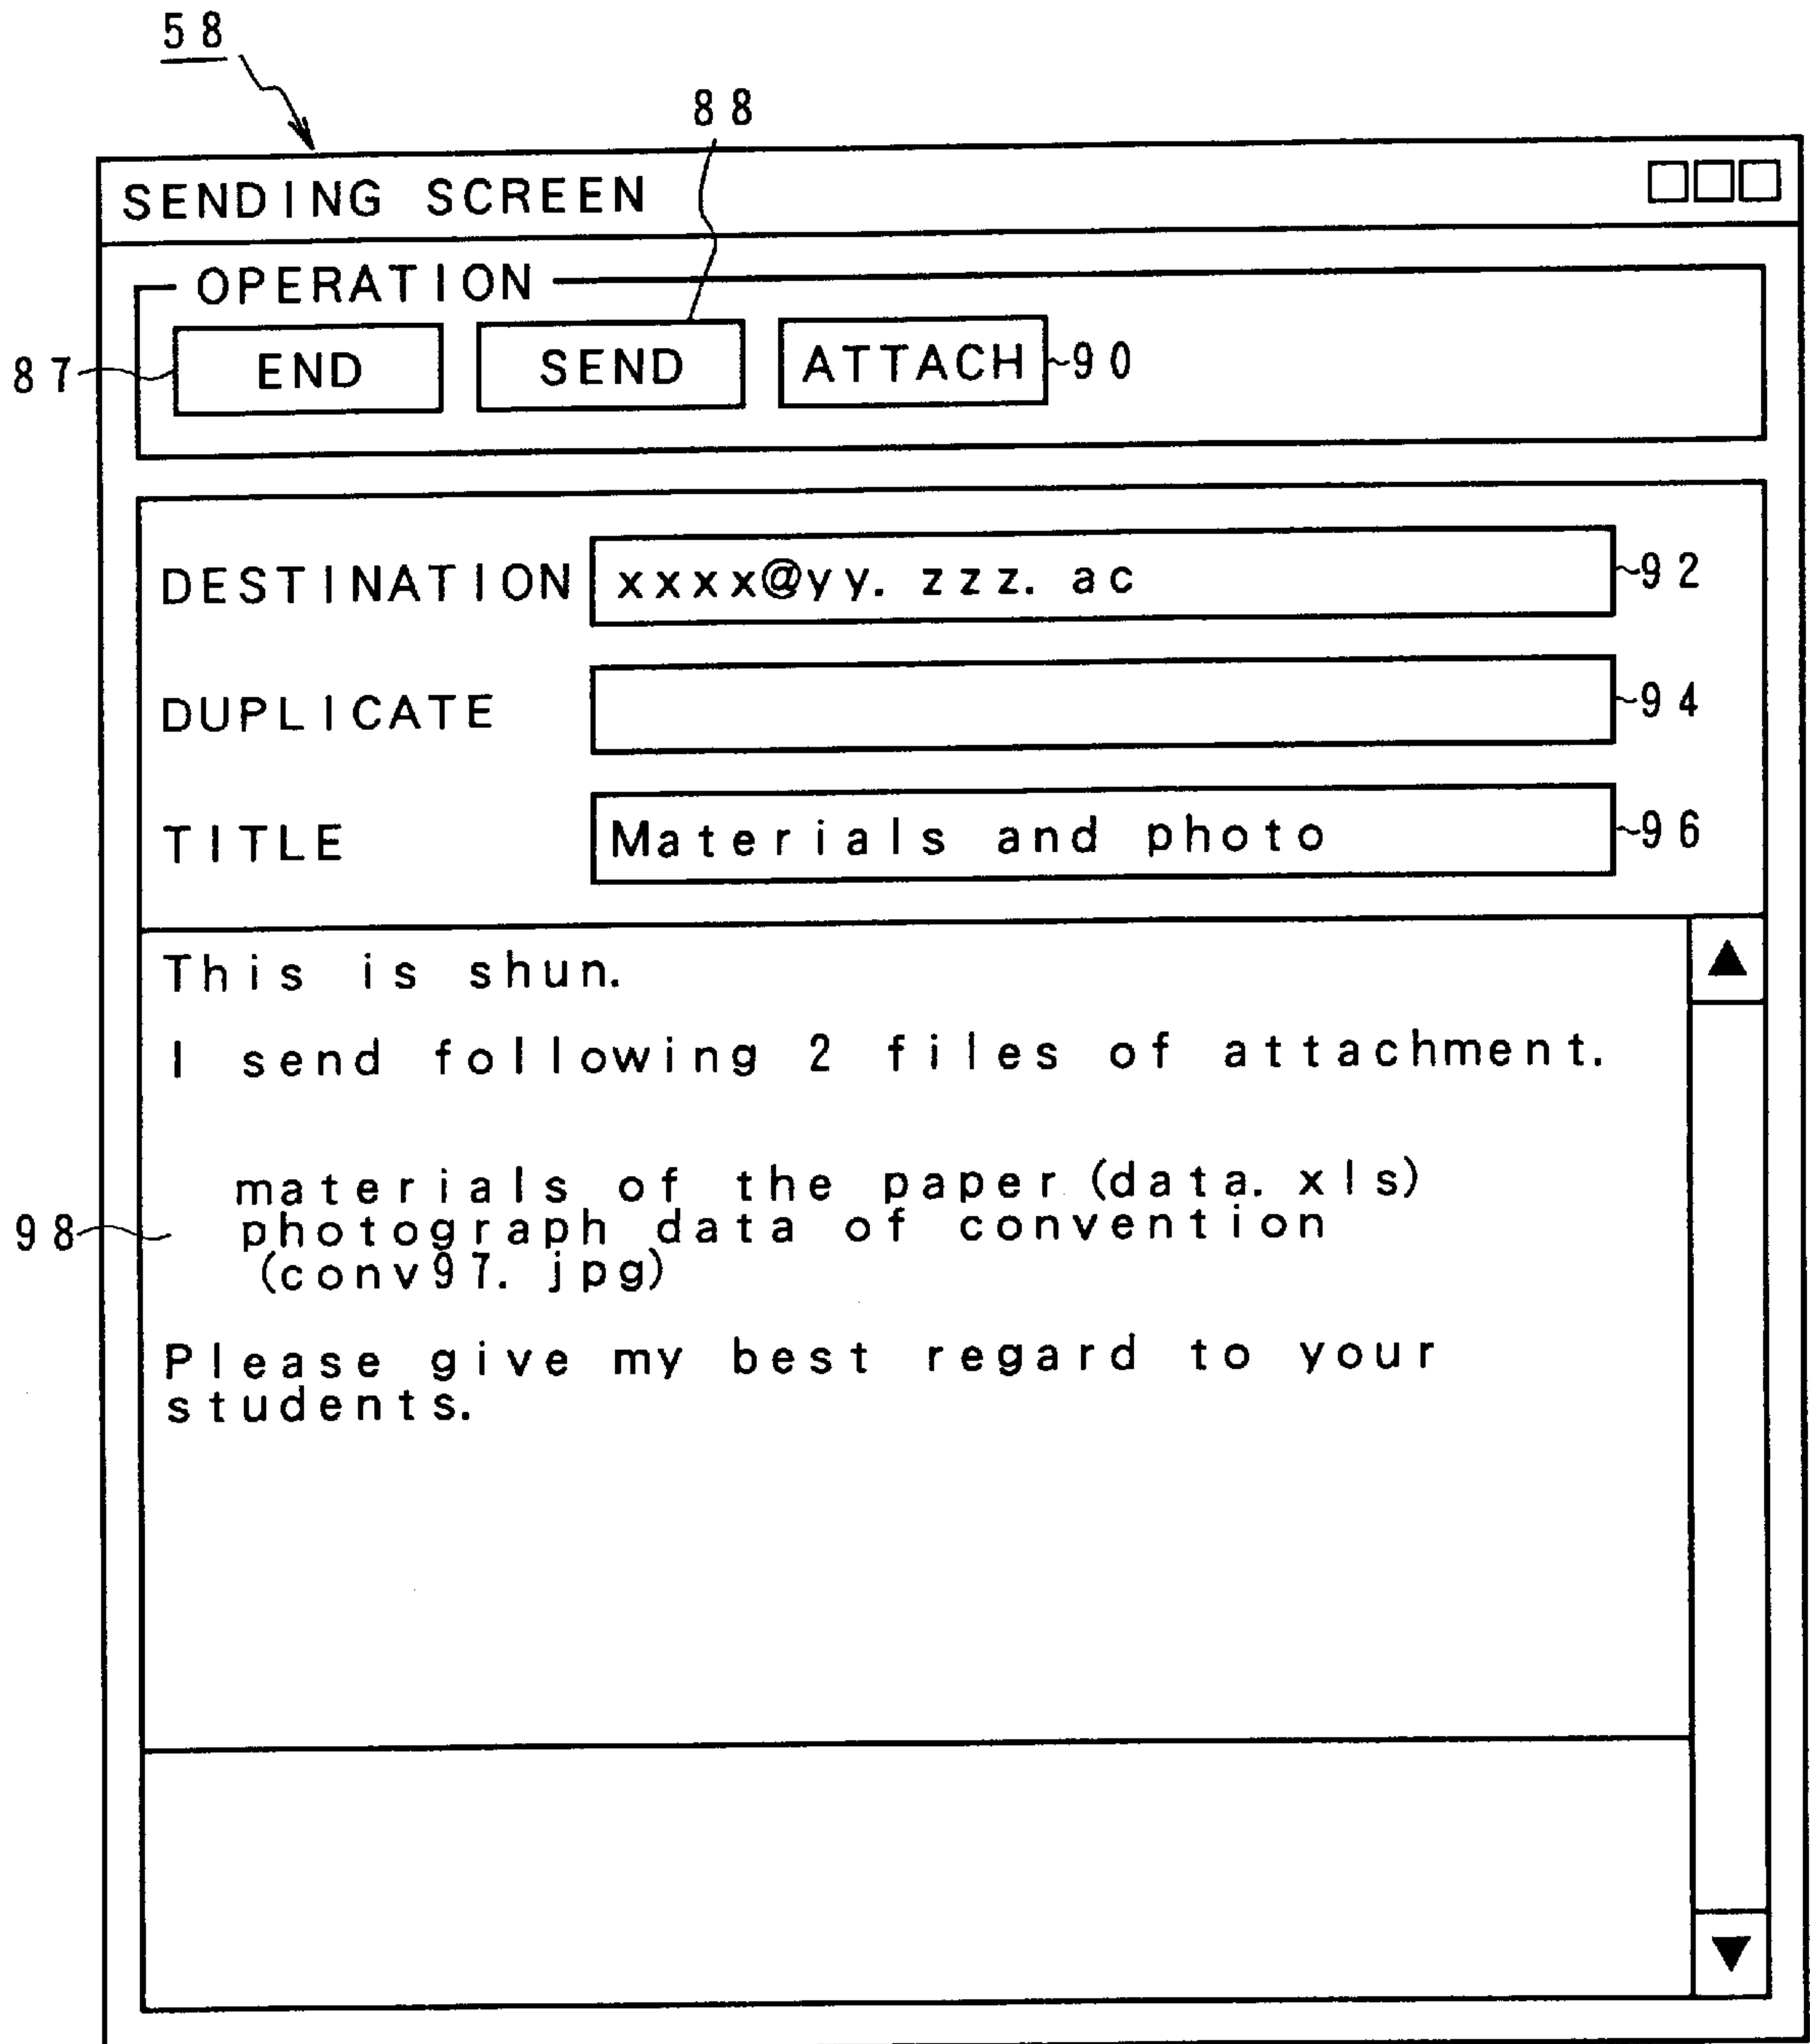 58
88
SENDING SCREEN
OPERATION
87 END SEND ATTACH 90
DESTINATION xxxx@yy.zzz.ac 92
DUPLICATE 94
TITLE Materials and photo 96
This is shun.
I send following 2 files of attachment.
materials of the paper (data.xls)
98 photograph data of convention
(conv97.jpg)
Please give my best regard to your
students.